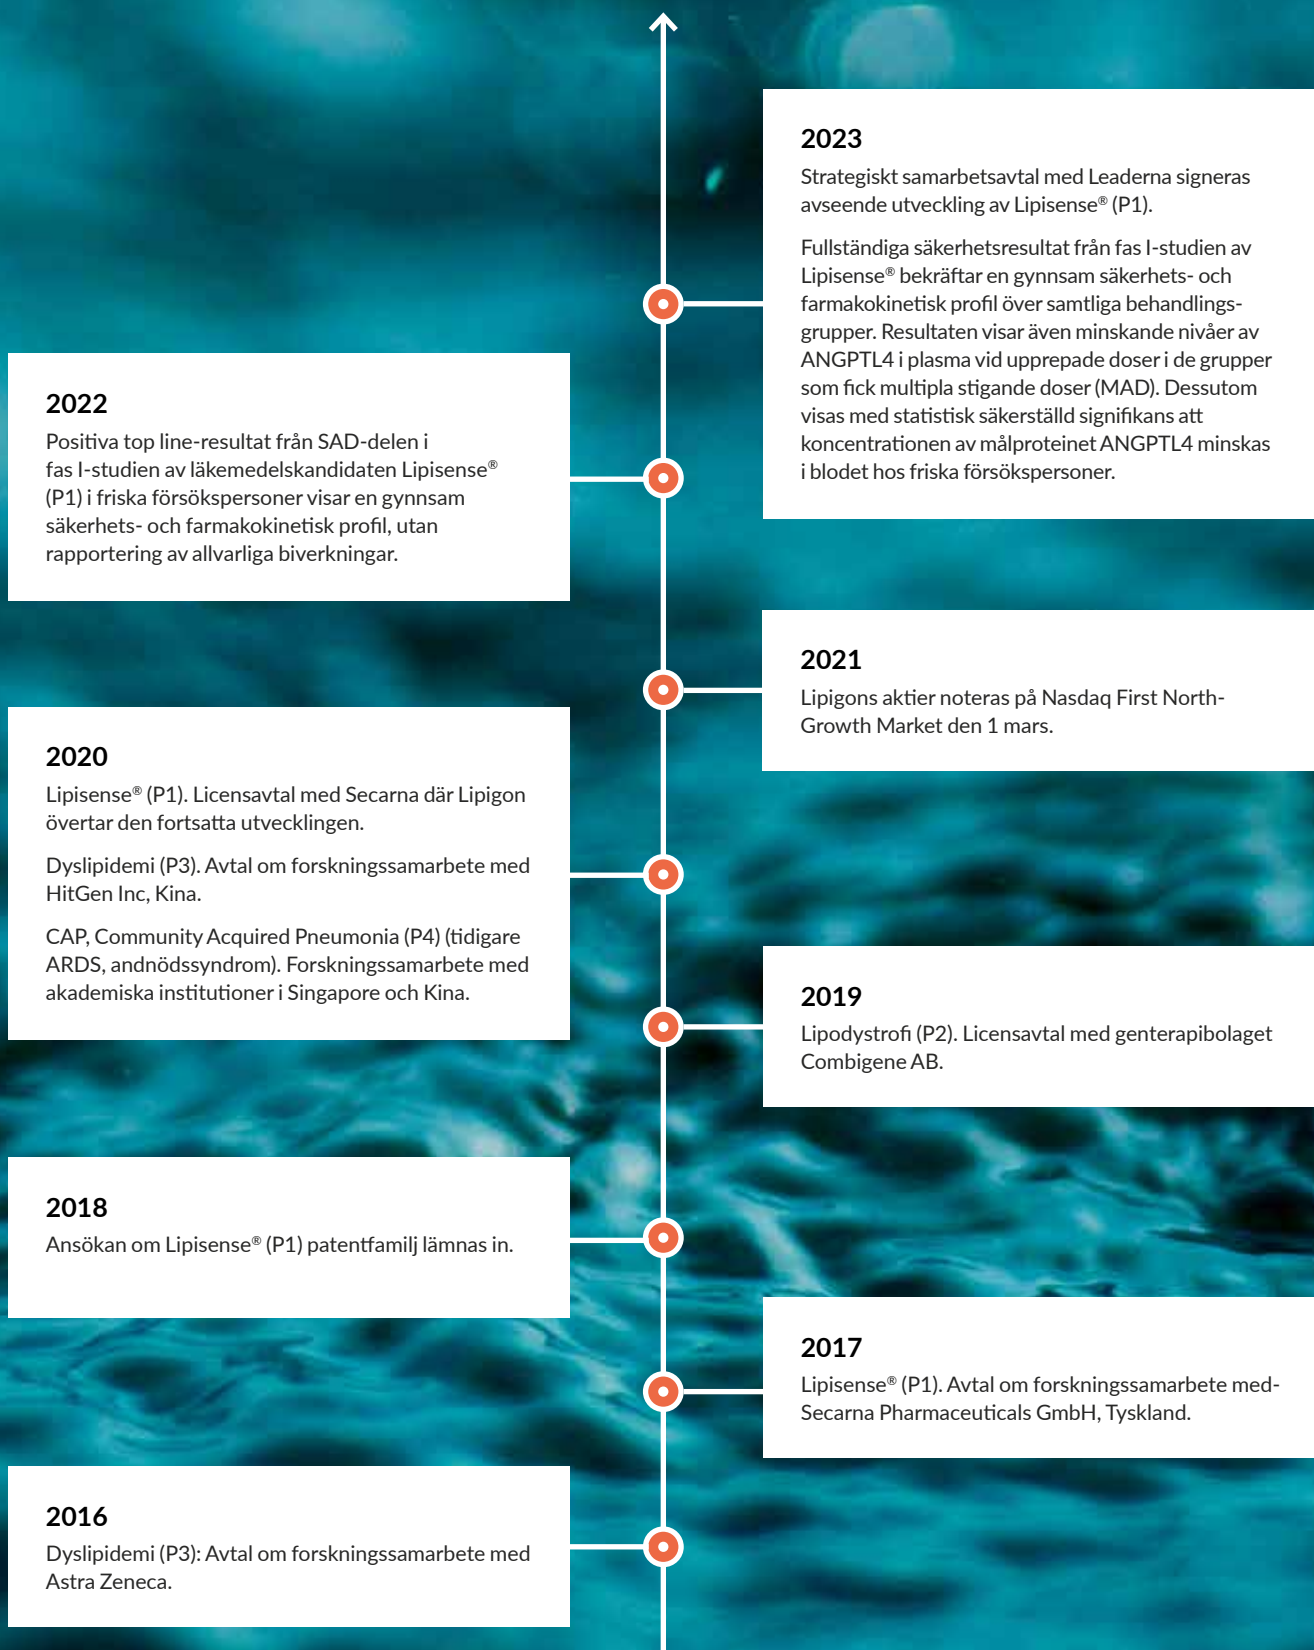 2023
Strategiskt samarbetsavtal med Leaderna signeras
avseende utveckling av Lipisense® (P1).
Fullständiga säkerhetsresultat från fas I-studien av
Lipisense® bekräftar en gynnsam säkerhets- och
farmakokinetisk profil över samtliga behandlings-
grupper. Resultaten visar även minskande nivåer av
ANGPTL4 i plasma vid upprepade doser i de grupper
som fick multipla stigande doser (MAD). Dessutom
visas med statistisk säkerställd signifikans att
koncentrationen av målproteinet ANGPTL4 minskas
i blodet hos friska försökspersoner.
2022
Positiva top line-resultat från SAD-delen i
fas I-studien av läkemedelskandidaten Lipisense®
(P1) i friska försökspersoner visar en gynnsam
säkerhets- och farmakokinetisk profil, utan
rapportering av allvarliga biverkningar.
2021
Lipigons aktier noteras på Nasdaq First North-
Growth Market den 1 mars.
2020
Lipisense® (P1). Licensavtal med Secarna där Lipigon
övertar den fortsatta utvecklingen.
Dyslipidemi (P3). Avtal om forskningssamarbete med
HitGen Inc, Kina.
CAP, Community Acquired Pneumonia (P4) (tidigare
ARDS, andnödssyndrom). Forskningssamarbete med
akademiska institutioner i Singapore och Kina.
2019
Lipodystrofi (P2). Licensavtal med genterapibolaget
Combigene AB.
2018
Ansökan om Lipisense® (P1) patentfamilj lämnas in.
2017
Lipisense® (P1). Avtal om forskningssamarbete med-
Secarna Pharmaceuticals GmbH, Tyskland.
2016
Dyslipidemi (P3): Avtal om forskningssamarbete med
Astra Zeneca.